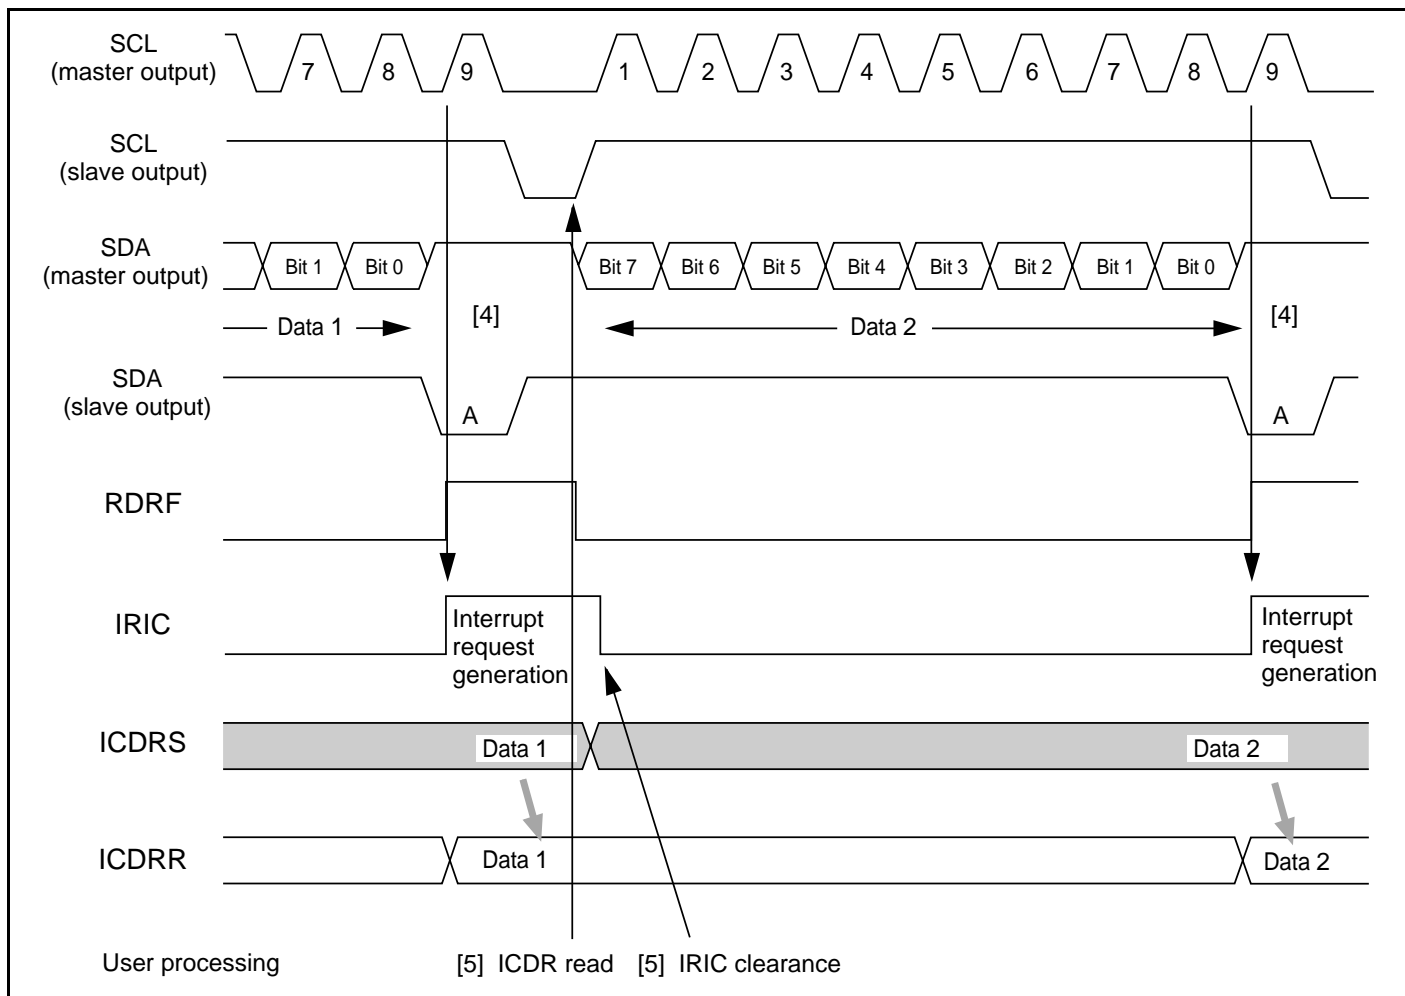 SCL
(master output)
7 8 9 1 2 3 4 5 6 7 8 9
SCL
(slave output)
SDA
(master output)
Bit 1 Bit 0 Bit 7 Bit 6 Bit 5 Bit 4 Bit 3 Bit 2 Bit 1 Bit 0
Data 1 [4] Data 2 [4]
SDA
(slave output)
A A
RDRF
IRIC
Interrupt
request
generation
Interrupt
request
generation
ICDRS
Data 1 Data 2
ICDRR
Data 1 Data 2
User processing [5] ICDR read [5] IRIC clearance